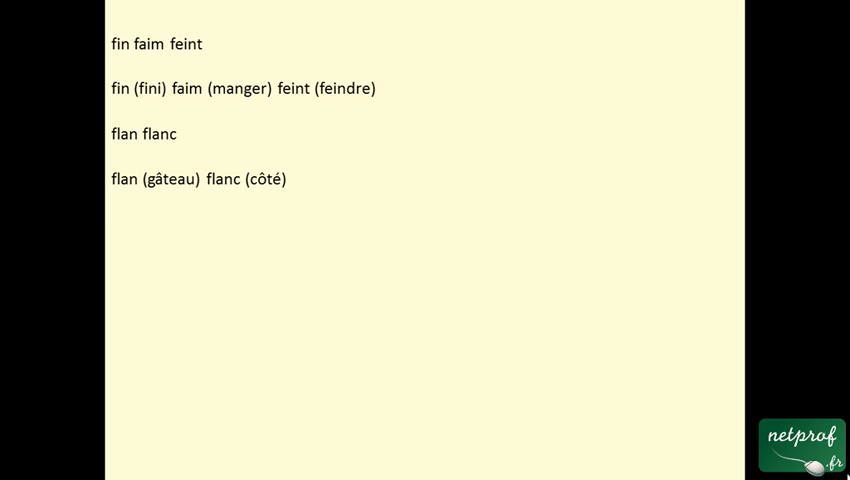 fin faim feint
fin (fini) faim (manger) feint (feindre)
flan flanc
flan (gâteau) flanc (côté)
netprof
.fr